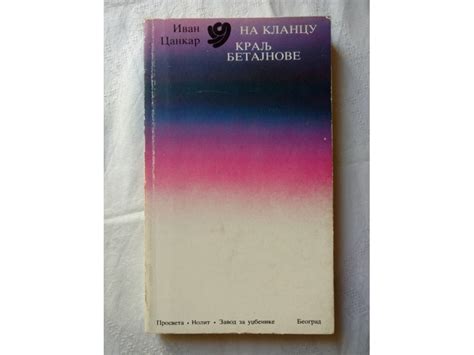 Иван
Цанкар
НА КЛАНЦУ
КРАЉ
БЕТАЈНОВЕ
Просвета • Нолит • Завод за уџбенике Београд